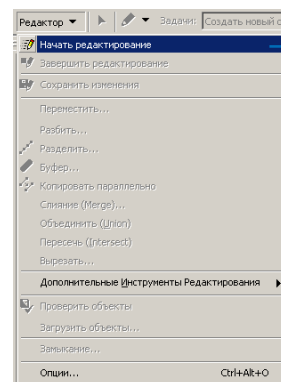 Редактор Задачи: Создать новый о
Начать редактирование
Завершить редактирование
Сохранить изменения
Переместить...
Разбить...
Разделить...
Буфер...
Копировать параллельно
Слияние (Merge)...
Объединить (Union)
Пересечь (Intersect)
Вырезать...
Дополнительные Инструменты Редактирования
Проверить объекты
Загрузить объекты...
Замыкание...
Опции... Ctrl+Alt+O